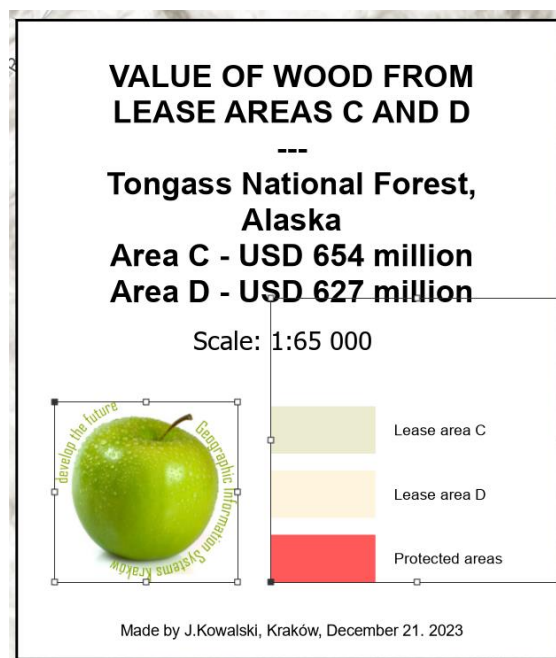 VALUE OF WOOD FROM
LEASE AREAS C AND D
---
Tongass National Forest,
Alaska
Area C - USD 654 million
Area D - USD 627 million
Scale: 1:65 000
develop the future
Geographic Information Systems Kraków
Lease area C
Lease area D
Protected areas
Made by J.Kowalski, Kraków, December 21. 2023